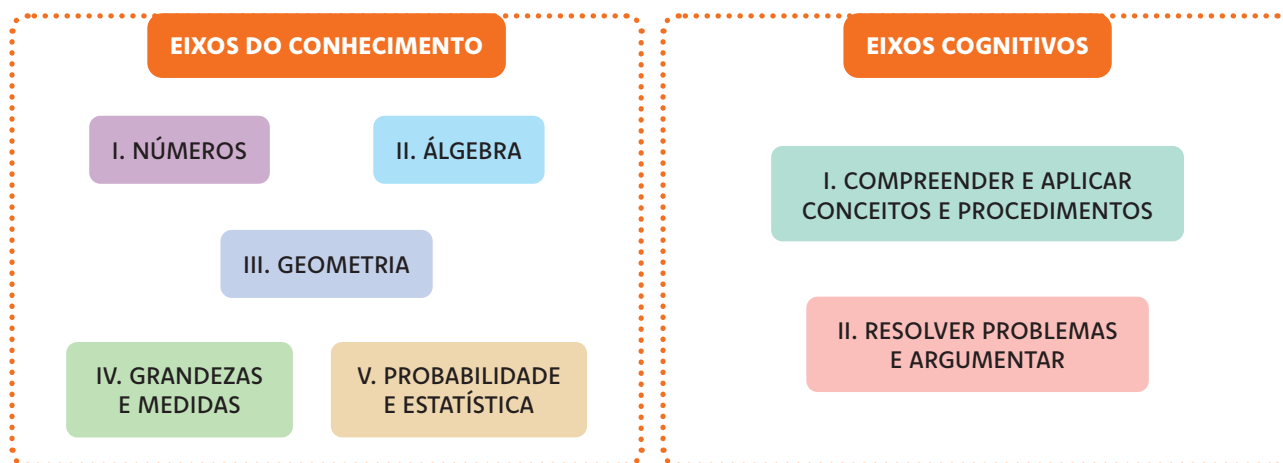 EIXOS DO CONHECIMENTO
I. NÚMEROS
II. ÁLGEBRA
III. GEOMETRIA
IV. GRANDEZAS
E MEDIDAS
V. PROBABILIDADE
E ESTATÍSTICA
EIXOS COGNITIVOS
I. COMPREENDER E APLICAR
CONCEITOS E PROCEDIMENTOS
II. RESOLVER PROBLEMAS
E ARGUMENTAR